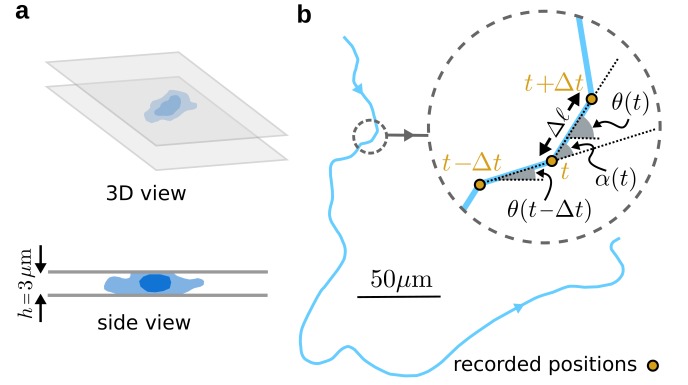 a
3D view
h=3μm
side view
b
t+Δt
Δℓ
θ(t)
t−Δt
t
α(t)
θ(t−Δt)
50μm
recorded positions